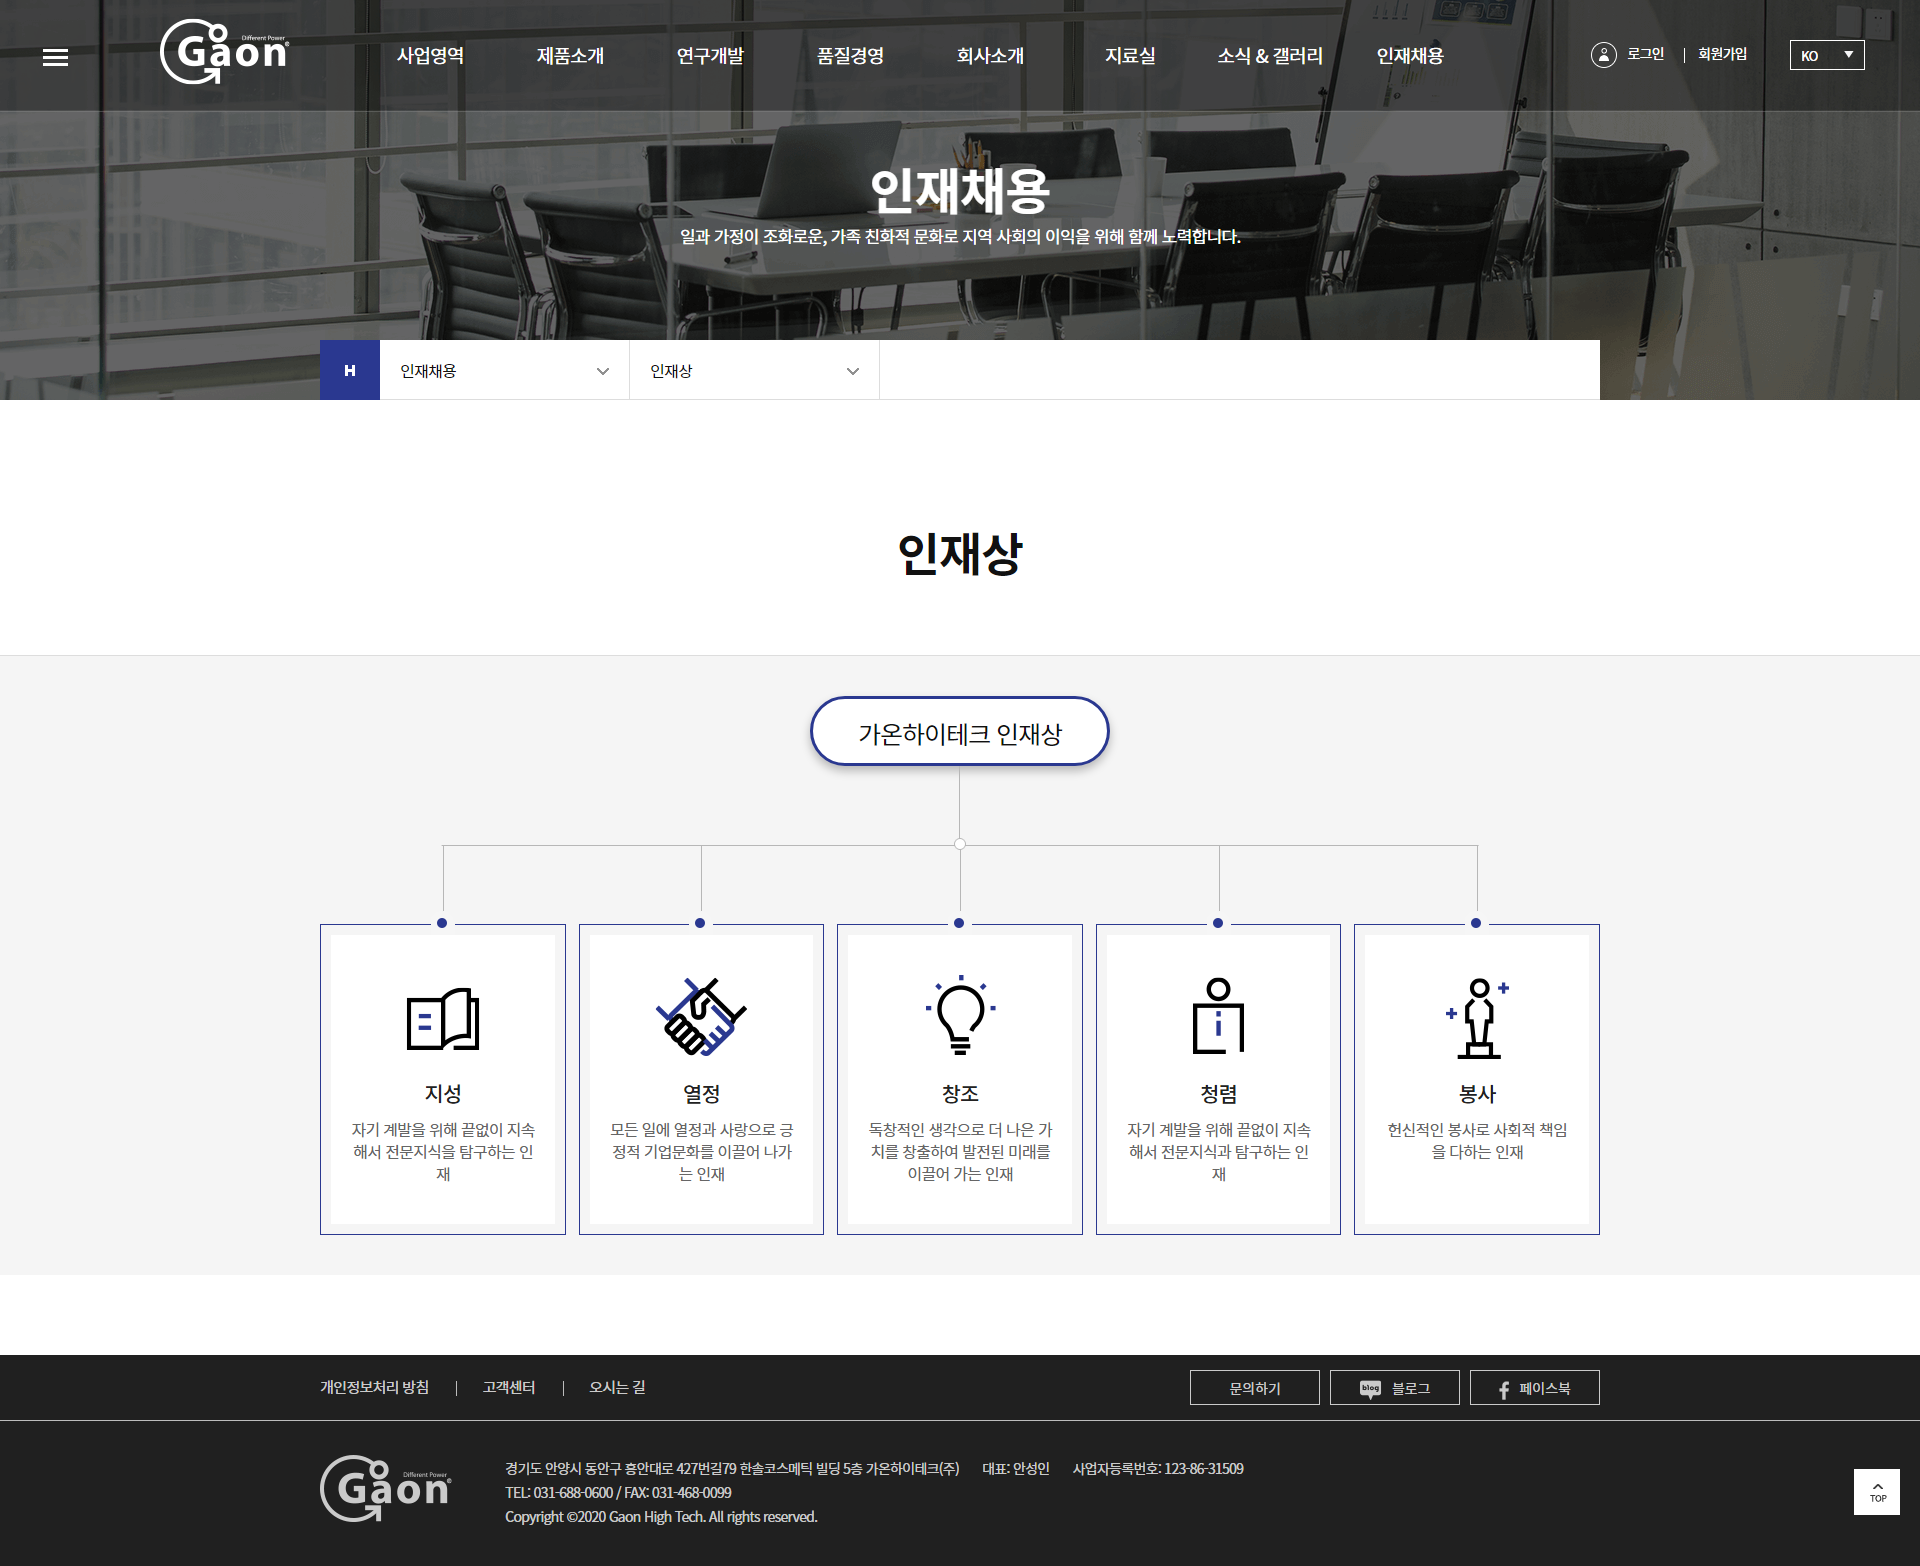 Different Power
Gaon
사업영역
제품소개
연구개발
품질경영
회사소개
지료실
소식 & 갤러리
인재채용
로그인
회원가입
KO
인재채용
일과 가정이 조화로운, 가족 친화적 문화로 지역 사회의 이익을 위해 함께 노력합니다.
H
인재채용
인재상
인재상
가온하이테크 인재상
지성
자기 계발을 위해 끝없이 지속
해서 전문지식을 탐구하는 인
재
열정
모든 일에 열정과 사랑으로 긍
정적 기업문화를 이끌어 나가
는 인재
창조
독창적인 생각으로 더 나은 가
치를 창출하여 발전된 미래를
이끌어 가는 인재
청렴
자기 계발을 위해 끝없이 지속
해서 전문지식과 탐구하는 인
재
봉사
헌신적인 봉사로 사회적 책임
을 다하는 인재
개인정보처리 방침
고객센터
오시는 길
문의하기
blog 블로그
페이스북
Different Power
Gaon
경기도 안양시 동안구 흥안대로 427번길79 한솔코스메틱 빌딩 5층 가온하이테크(주) 대표: 안성인 사업자등록번호: 123-86-31509
TEL: 031-688-0600 / FAX: 031-468-0099
Copyright ©2020 Gaon High Tech. All rights reserved.
TOP